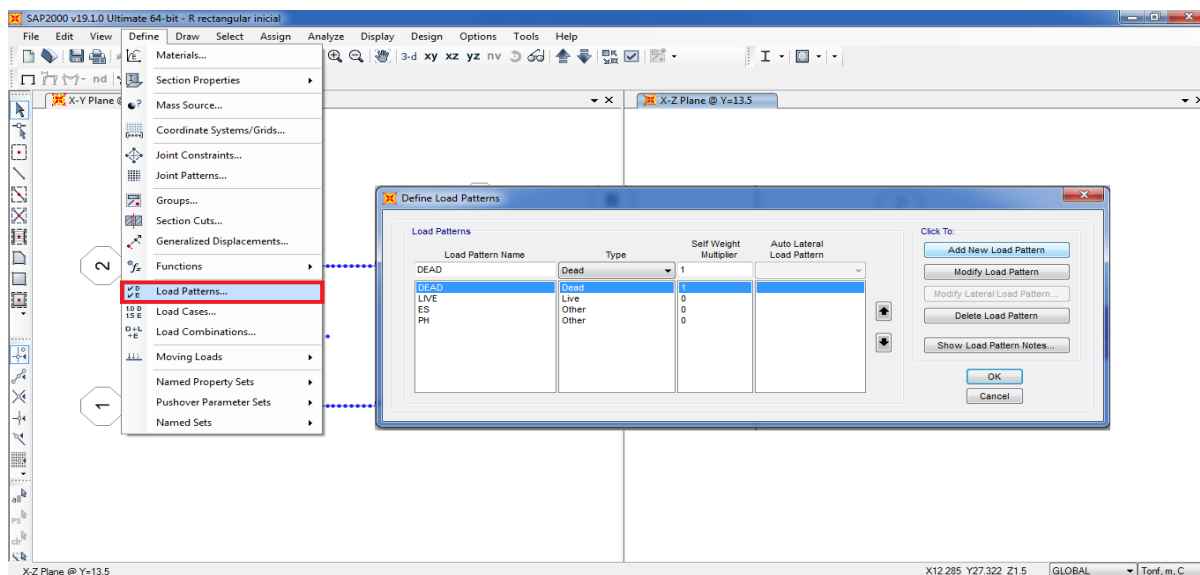 SAP2000 v19.1.0 Ultimate 64-bit - R rectangular inicial
File Edit View Define Draw Select Assign Analyze Display Design Options Tools Help
3-d xy xz yz nv
nd
X-Y Plane @
X-Z Plane @ Y=13.5
Materials...
Section Properties
Mass Source...
Coordinate Systems/Grids...
Joint Constraints...
Joint Patterns...
Groups...
Section Cuts...
Generalized Displacements...
Functions
Load Patterns...
Load Cases...
Load Combinations...
Moving Loads
Named Property Sets
Pushover Parameter Sets
Named Sets
2
1
all
ps
clr
Define Load Patterns
Load Patterns
Load Pattern Name Type Self Weight Multiplier Auto Lateral Load Pattern
DEAD Dead 1
DEAD Dead 1
LIVE Live 0
ES Other 0
PH Other 0
Click To:
Add New Load Pattern
Modify Load Pattern
Modify Lateral Load Pattern...
Delete Load Pattern
Show Load Pattern Notes...
OK
Cancel
X-Z Plane @ Y=13.5
X12.285 Y27.322 Z1.5 GLOBAL Tonf, m, C